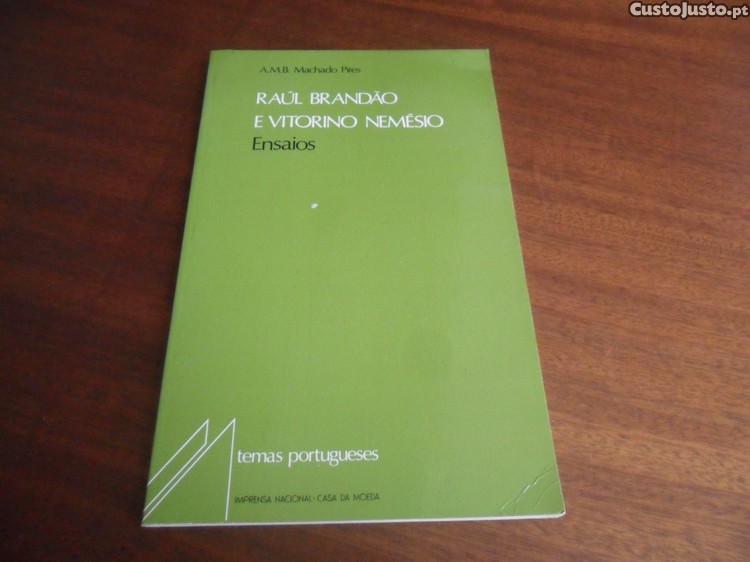 CustoJusto.pt
A.M.B. Machado Pires
RAÚL BRANDÃO
E VITORINO NEMÉSIO
Ensaios
temas portugueses
IMPRENSA NACIONAL · CASA DA MOEDA